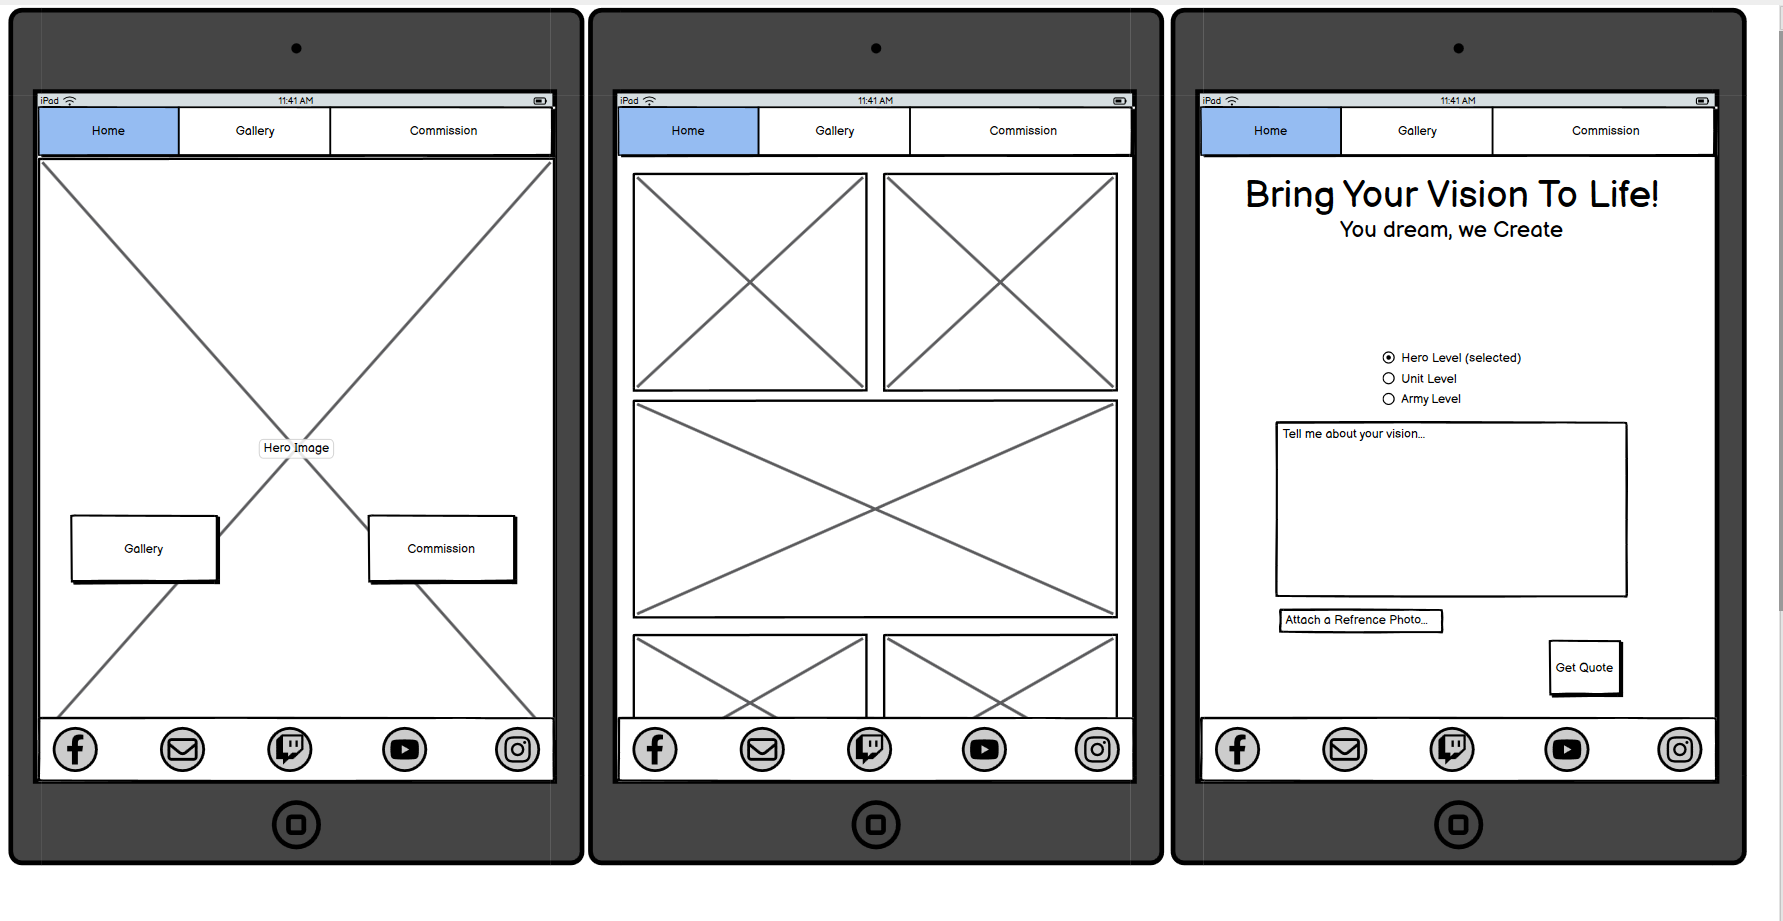 iPad 11:41 AM
Home Gallery Commission
Hero Image
Gallery Commission
iPad 11:41 AM
Home Gallery Commission
iPad 11:41 AM
Home Gallery Commission
Bring Your Vision To Life!
You dream, we Create
Hero Level (selected)
Unit Level
Army Level
Tell me about your vision...
Attach a Refrence Photo...
Get Quote